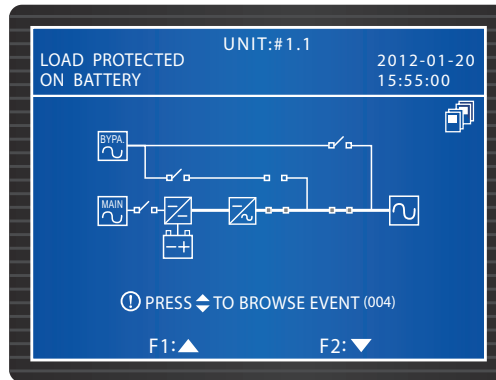 UNIT:#1.1
LOAD PROTECTED
ON BATTERY
2012-01-20
15:55:00
BYPA.
MAIN
PRESS TO BROWSE EVENT (004)
F1:
F2: